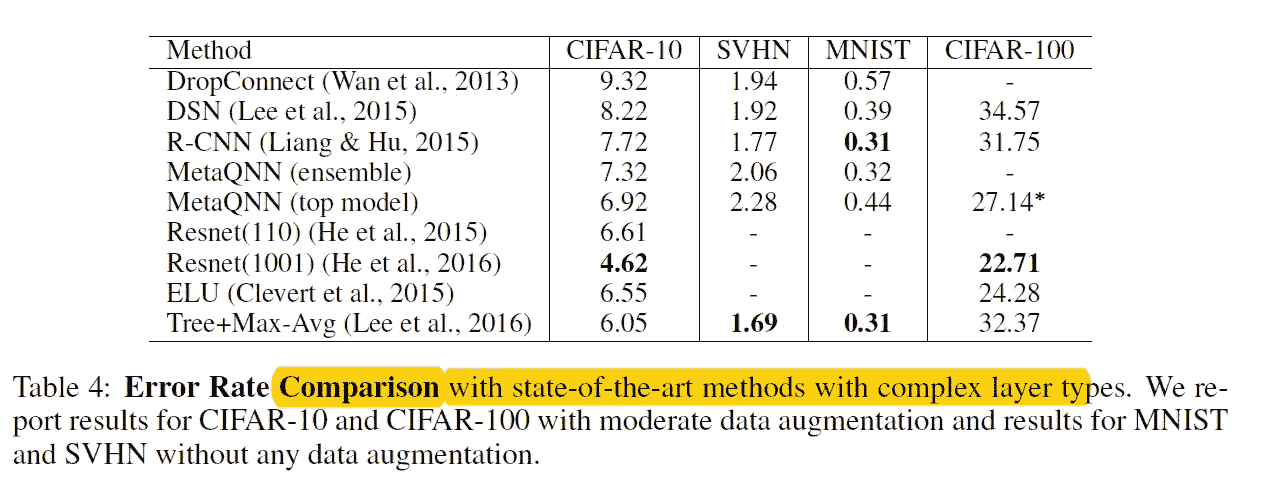 Method CIFAR-10 SVHN MNIST CIFAR-100
DropConnect (Wan et al., 2013) 9.32 1.94 0.57 -
DSN (Lee et al., 2015) 8.22 1.92 0.39 34.57
R-CNN (Liang & Hu, 2015) 7.72 1.77 0.31 31.75
MetaQNN (ensemble) 7.32 2.06 0.32 -
MetaQNN (top model) 6.92 2.28 0.44 27.14*
Resnet(110) (He et al., 2015) 6.61 - - -
Resnet(1001) (He et al., 2016) 4.62 - - 22.71
ELU (Clevert et al., 2015) 6.55 - - 24.28
Tree+Max-Avg (Lee et al., 2016) 6.05 1.69 0.31 32.37
Table 4: Error Rate Comparison with state-of-the-art methods with complex layer types. We re-
port results for CIFAR-10 and CIFAR-100 with moderate data augmentation and results for MNIST
and SVHN without any data augmentation.